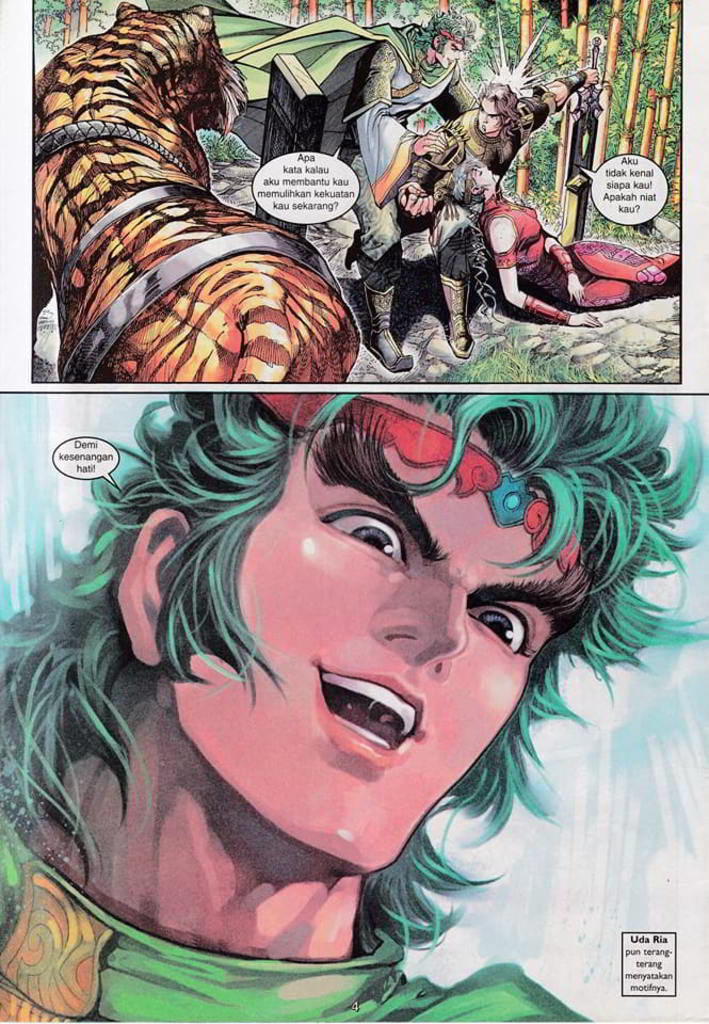 Apa
kata kalau
aku membantu kau
memulihkan kekuatan
kau sekarang?
Aku
tidak kenal
siapa kau!
Apakah niat
kau?
Demi
kesenangan
hati!
Uda Ria
pun terang-
terang
menyatakan
motifnya.
4